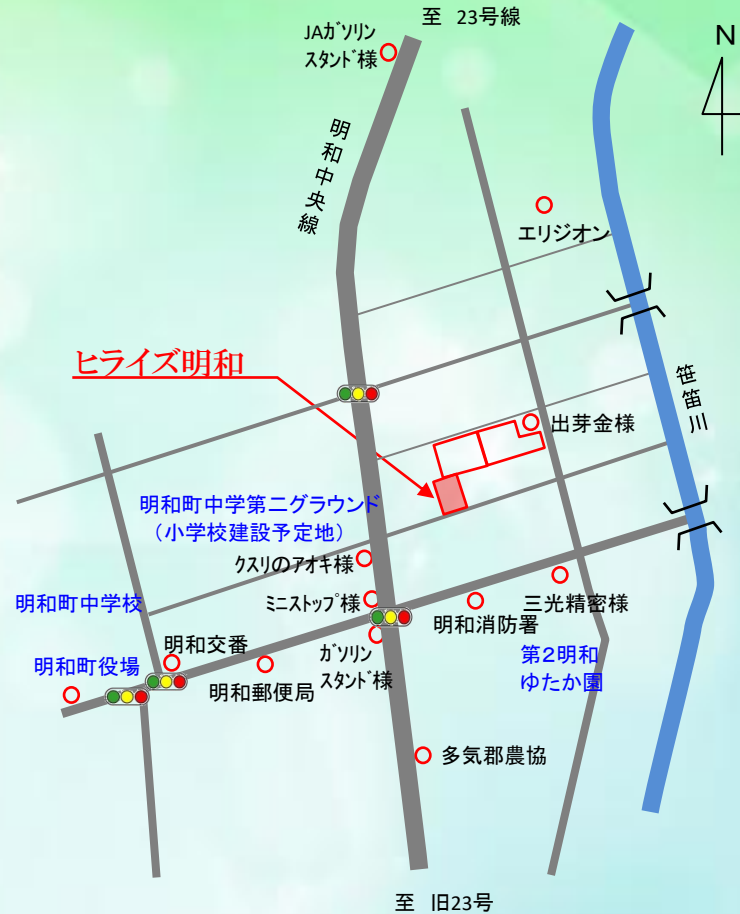 至 23号線
JAｶﾞｿﾘﾝ
ｽﾀﾝﾄﾞ様
N
明和中央線
エリジオン
ヒライズ明和
笹笛川
出芽金様
明和町中学第二グラウンド
（小学校建設予定地）
ｸｽﾘのアオキ様
明和町中学校
ﾐﾆｽﾄｯﾌﾟ様
三光精密様
明和消防署
明和交番
ｶﾞｿﾘﾝ
ｽﾀﾝﾄﾞ様
第2明和
ゆたか園
明和町役場
明和郵便局
多気郡農協
至 旧23号